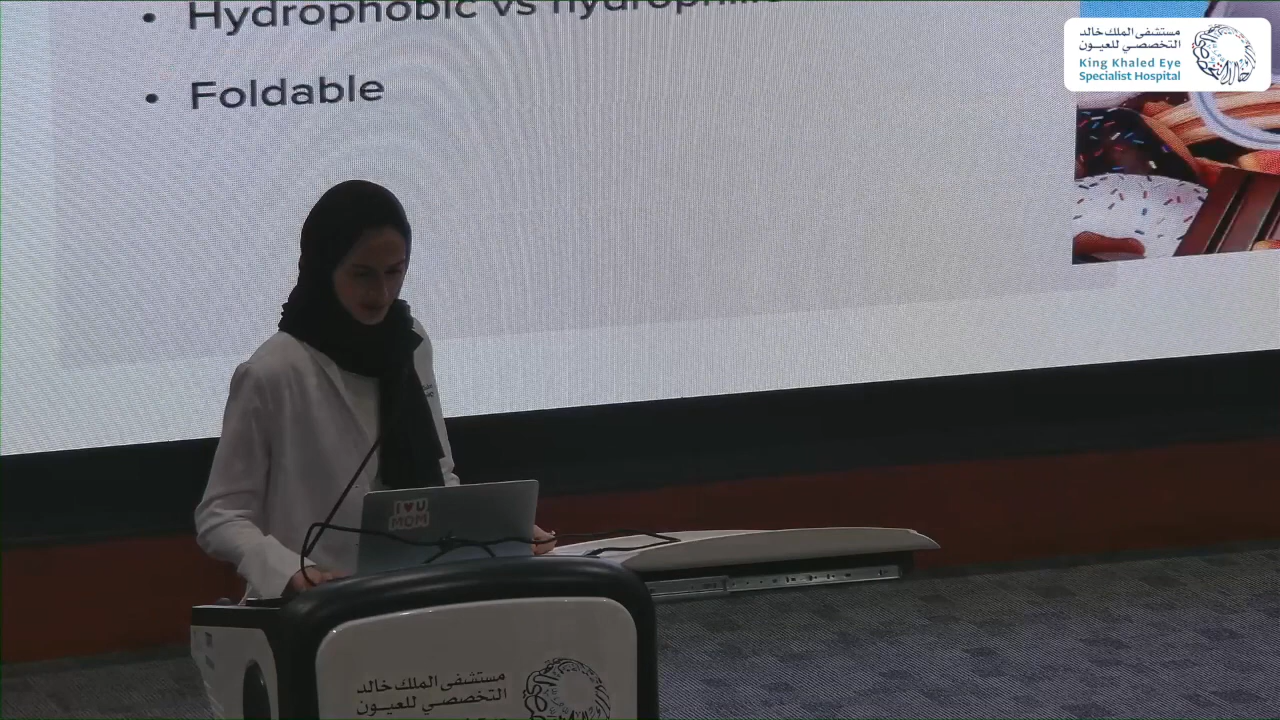 • Hydrophobic vs hydrophilic
• Foldable
مستشفى الملك خالد
التخصصي للعيون
King Khaled Eye
Specialist Hospital
I ♥ U
MOM
مستشفى الملك خالد
التخصصي للعيون